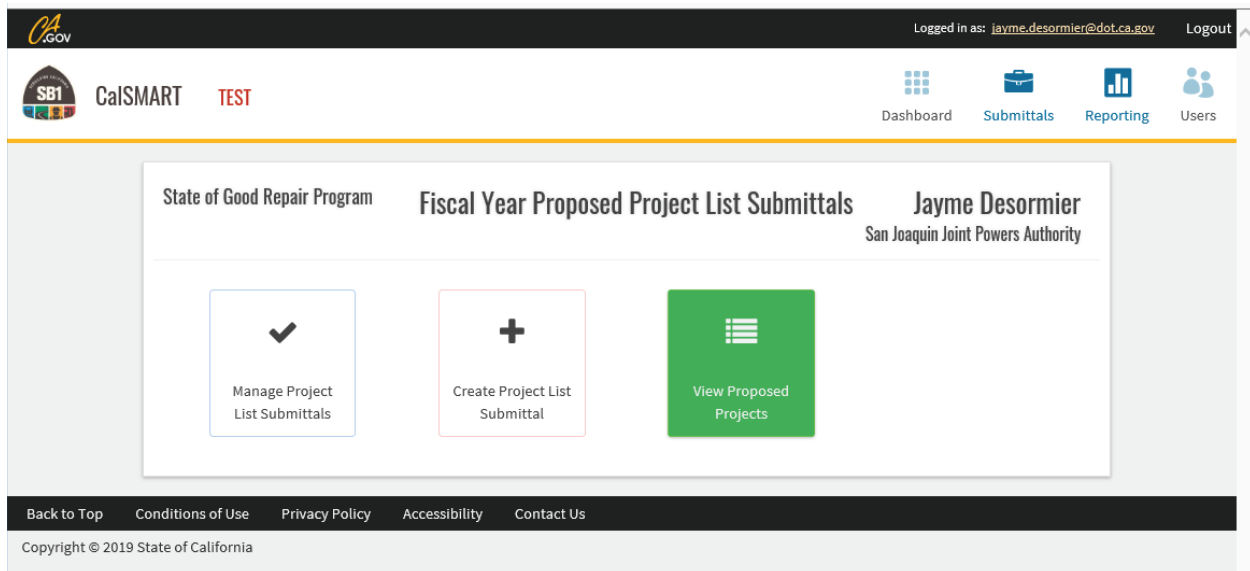 CA.GOV
Logged in as: jayme.desormier@dot.ca.gov Logout
SB1
CalSMART TEST
Dashboard Submittals Reporting Users
State of Good Repair Program
Fiscal Year Proposed Project List Submittals
Jayme Desormier
San Joaquin Joint Powers Authority
Manage Project
List Submittals
Create Project List
Submittal
View Proposed
Projects
Back to Top Conditions of Use Privacy Policy Accessibility Contact Us
Copyright © 2019 State of California